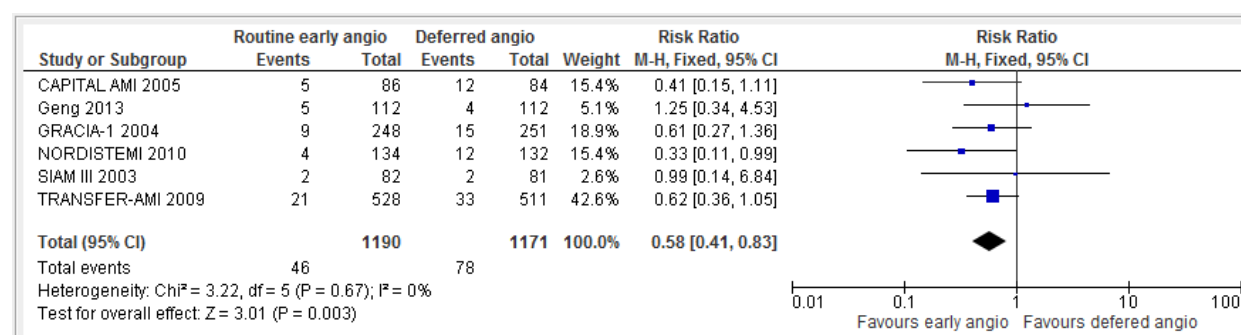 Routine early angio Deferred angio Risk Ratio Risk Ratio
Study or Subgroup Events Total Events Total Weight M-H, Fixed, 95% CI M-H, Fixed, 95% CI
CAPITAL AMI 2005 5 86 12 84 15.4% 0.41 [0.15, 1.11]
Geng 2013 5 112 4 112 5.1% 1.25 [0.34, 4.53]
GRACIA-1 2004 9 248 15 251 18.9% 0.61 [0.27, 1.36]
NORDISTEMI 2010 4 134 12 132 15.4% 0.33 [0.11, 0.99]
SIAM III 2003 2 82 2 81 2.6% 0.99 [0.14, 6.84]
TRANSFER-AMI 2009 21 528 33 511 42.6% 0.62 [0.36, 1.05]
Total (95% CI) 1190 1171 100.0% 0.58 [0.41, 0.83]
Total events 46 78
Heterogeneity: Chi² = 3.22, df = 5 (P = 0.67); I² = 0%
Test for overall effect: Z = 3.01 (P = 0.003)
0.01 0.1 1 10 100
Favours early angio Favours defered angio